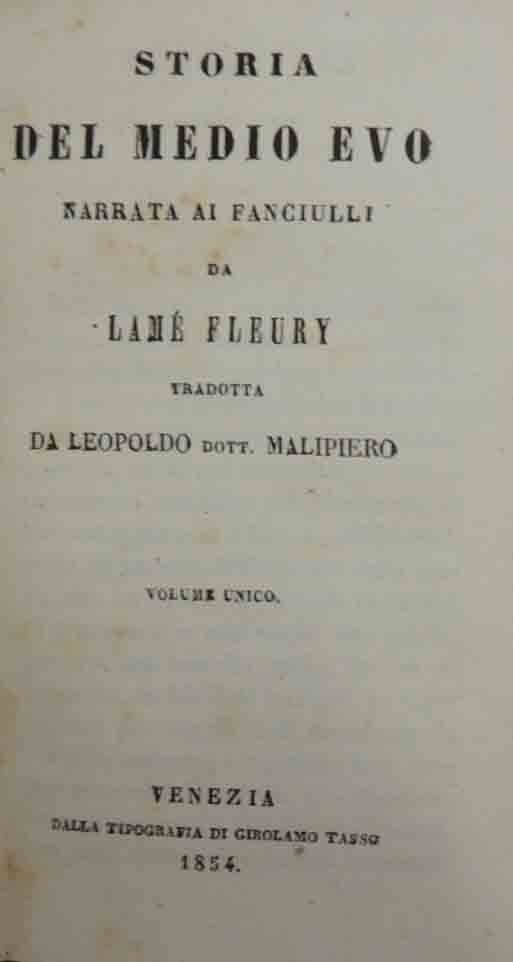 STORIA
DEL MEDIO EVO
NARRATA AI FANCIULLI
DA
LAMÉ FLEURY
TRADOTTA
DA LEOPOLDO DOTT. MALIPIERO
VOLUME UNICO.
VENEZIA
DALLA TIPOGRAFIA DI GIROLAMO TASSO
1854.